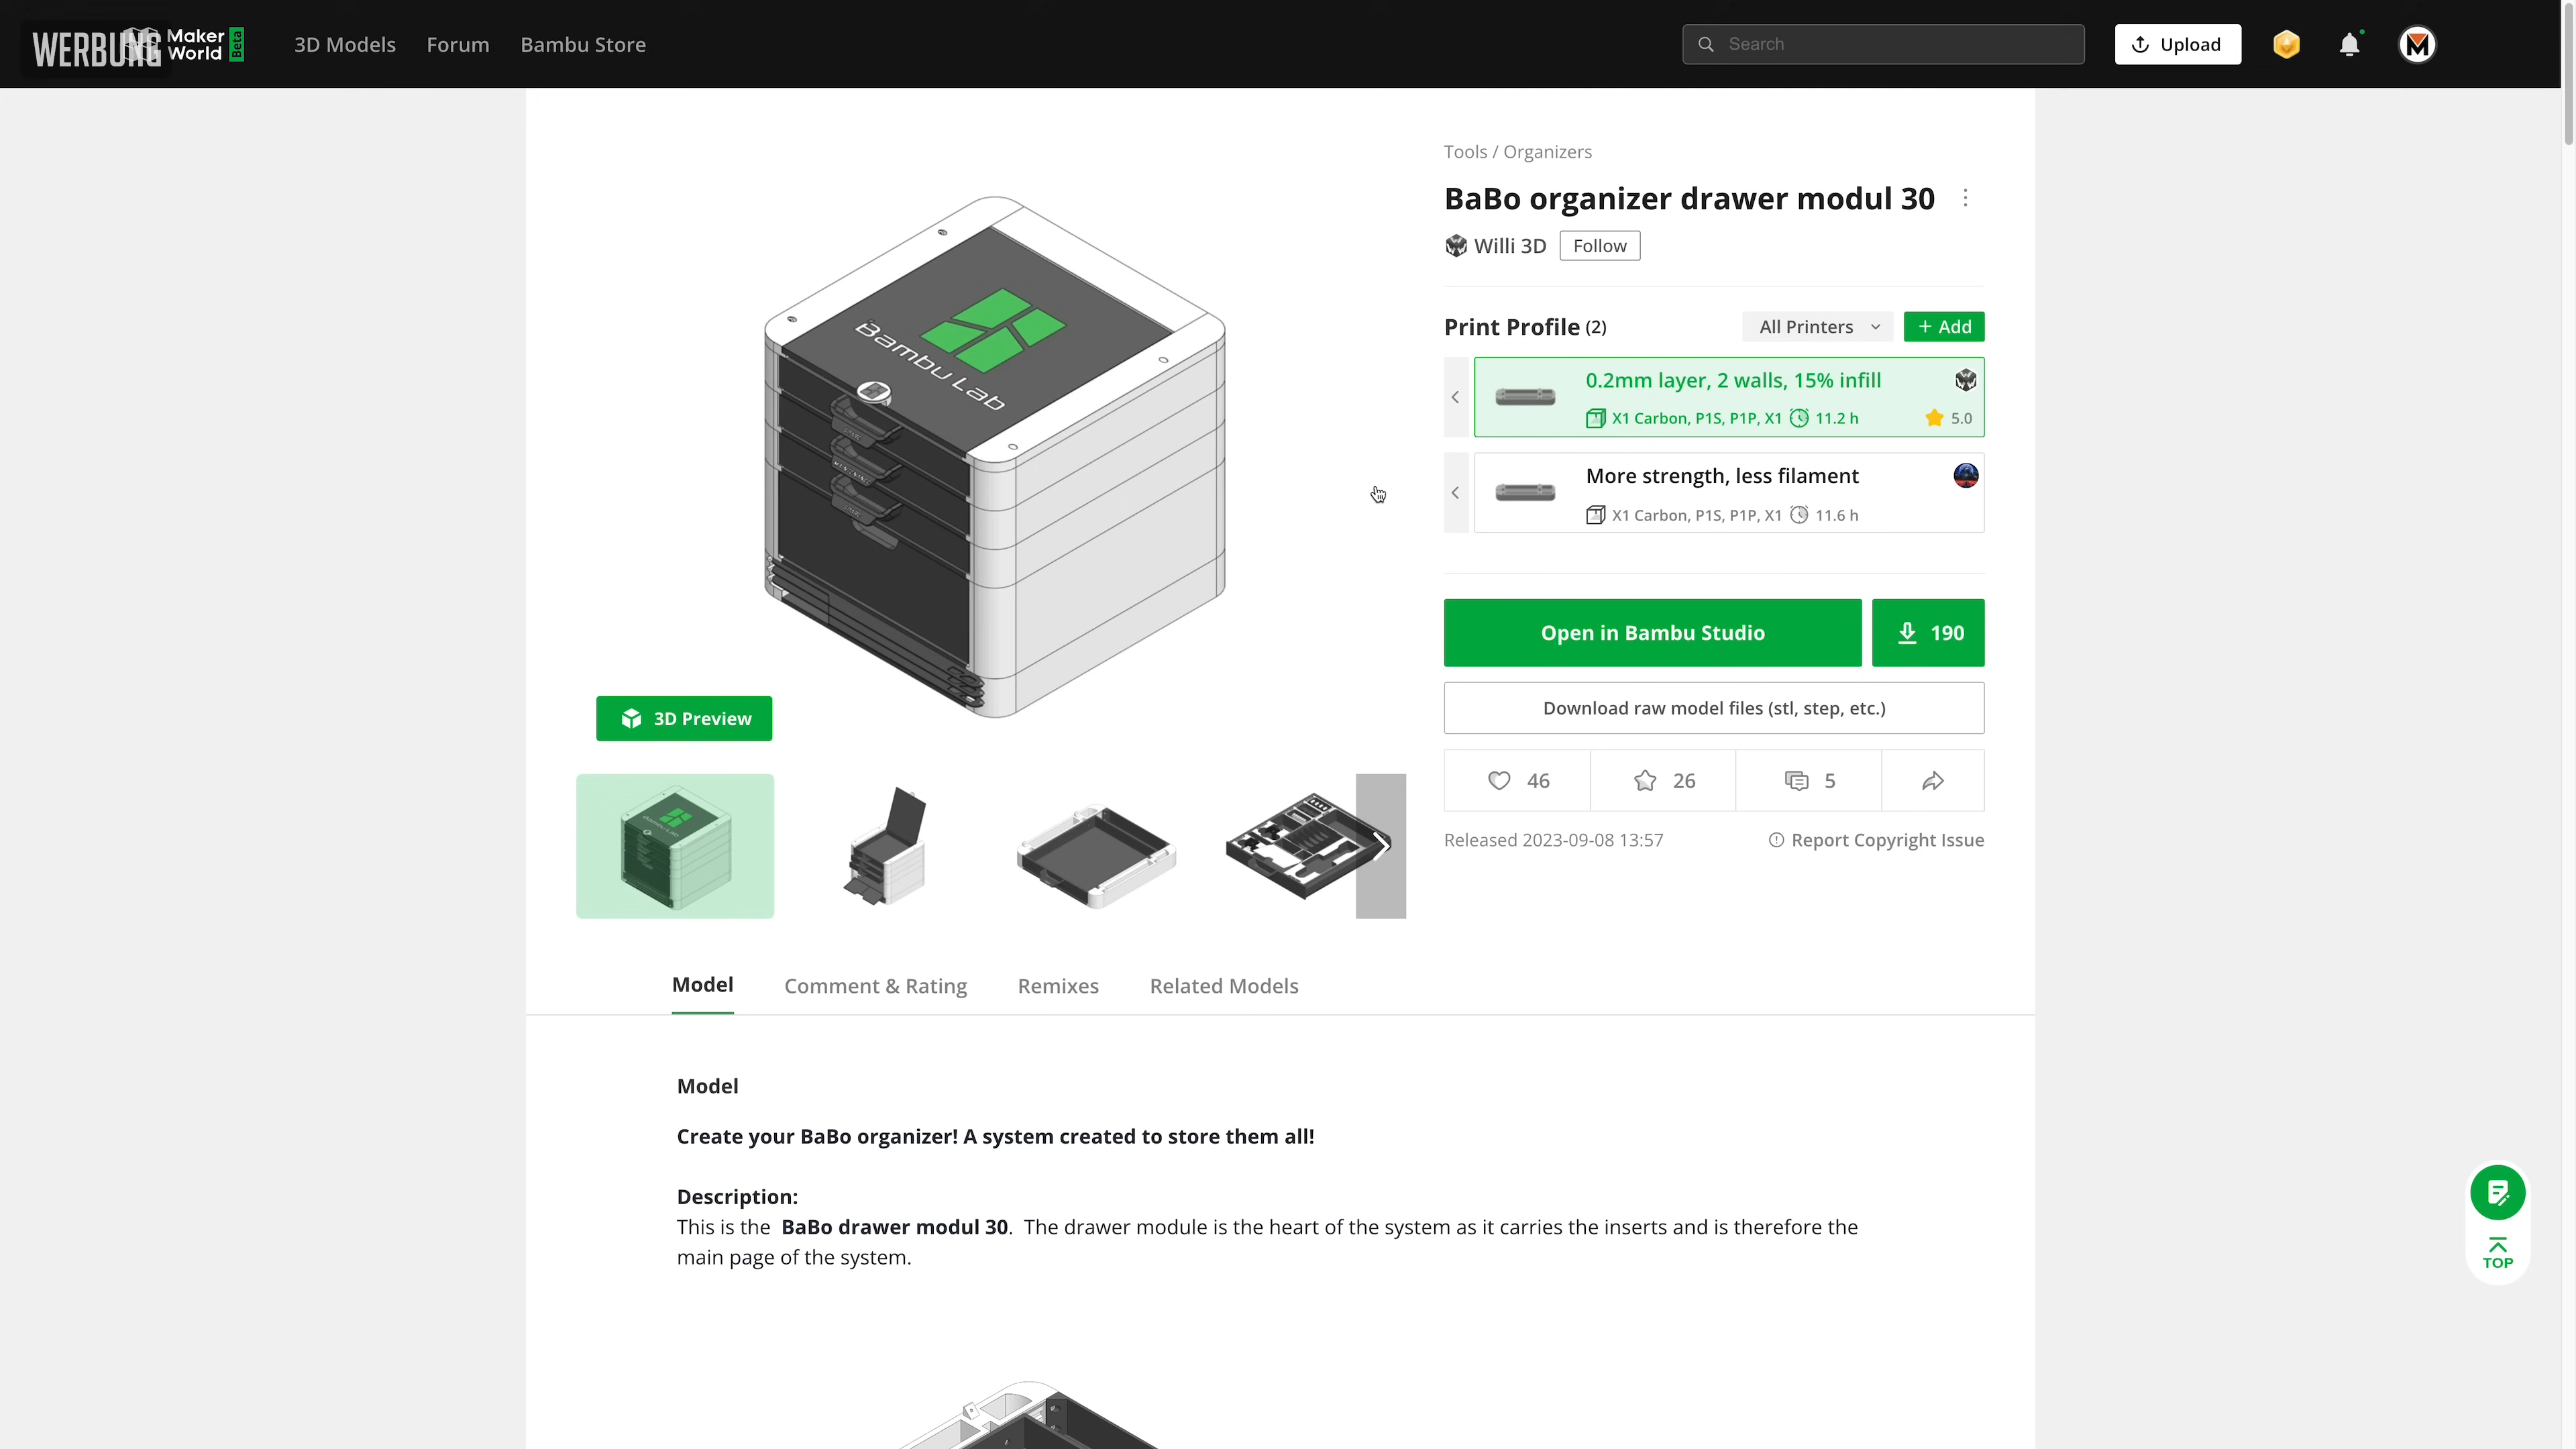 WERBUNG
Maker World Beta
3D Models
Forum
Bambu Store
Search
Upload
Tools / Organizers
BaBo organizer drawer modul 30
Willi 3D
Follow
Print Profile (2)
All Printers
+ Add
0.2mm layer, 2 walls, 15% infill
X1 Carbon, P1S, P1P, X1 11.2 h
5.0
More strength, less filament
X1 Carbon, P1S, P1P, X1 11.6 h
Bambu Lab
3D Preview
Open in Bambu Studio
190
Download raw model files (stl, step, etc.)
46
26
5
Released 2023-09-08 13:57
Report Copyright Issue
Model
Comment & Rating
Remixes
Related Models
Model
Create your BaBo organizer! A system created to store them all!
Description:
This is the BaBo drawer modul 30. The drawer module is the heart of the system as it carries the inserts and is therefore the
main page of the system.
TOP